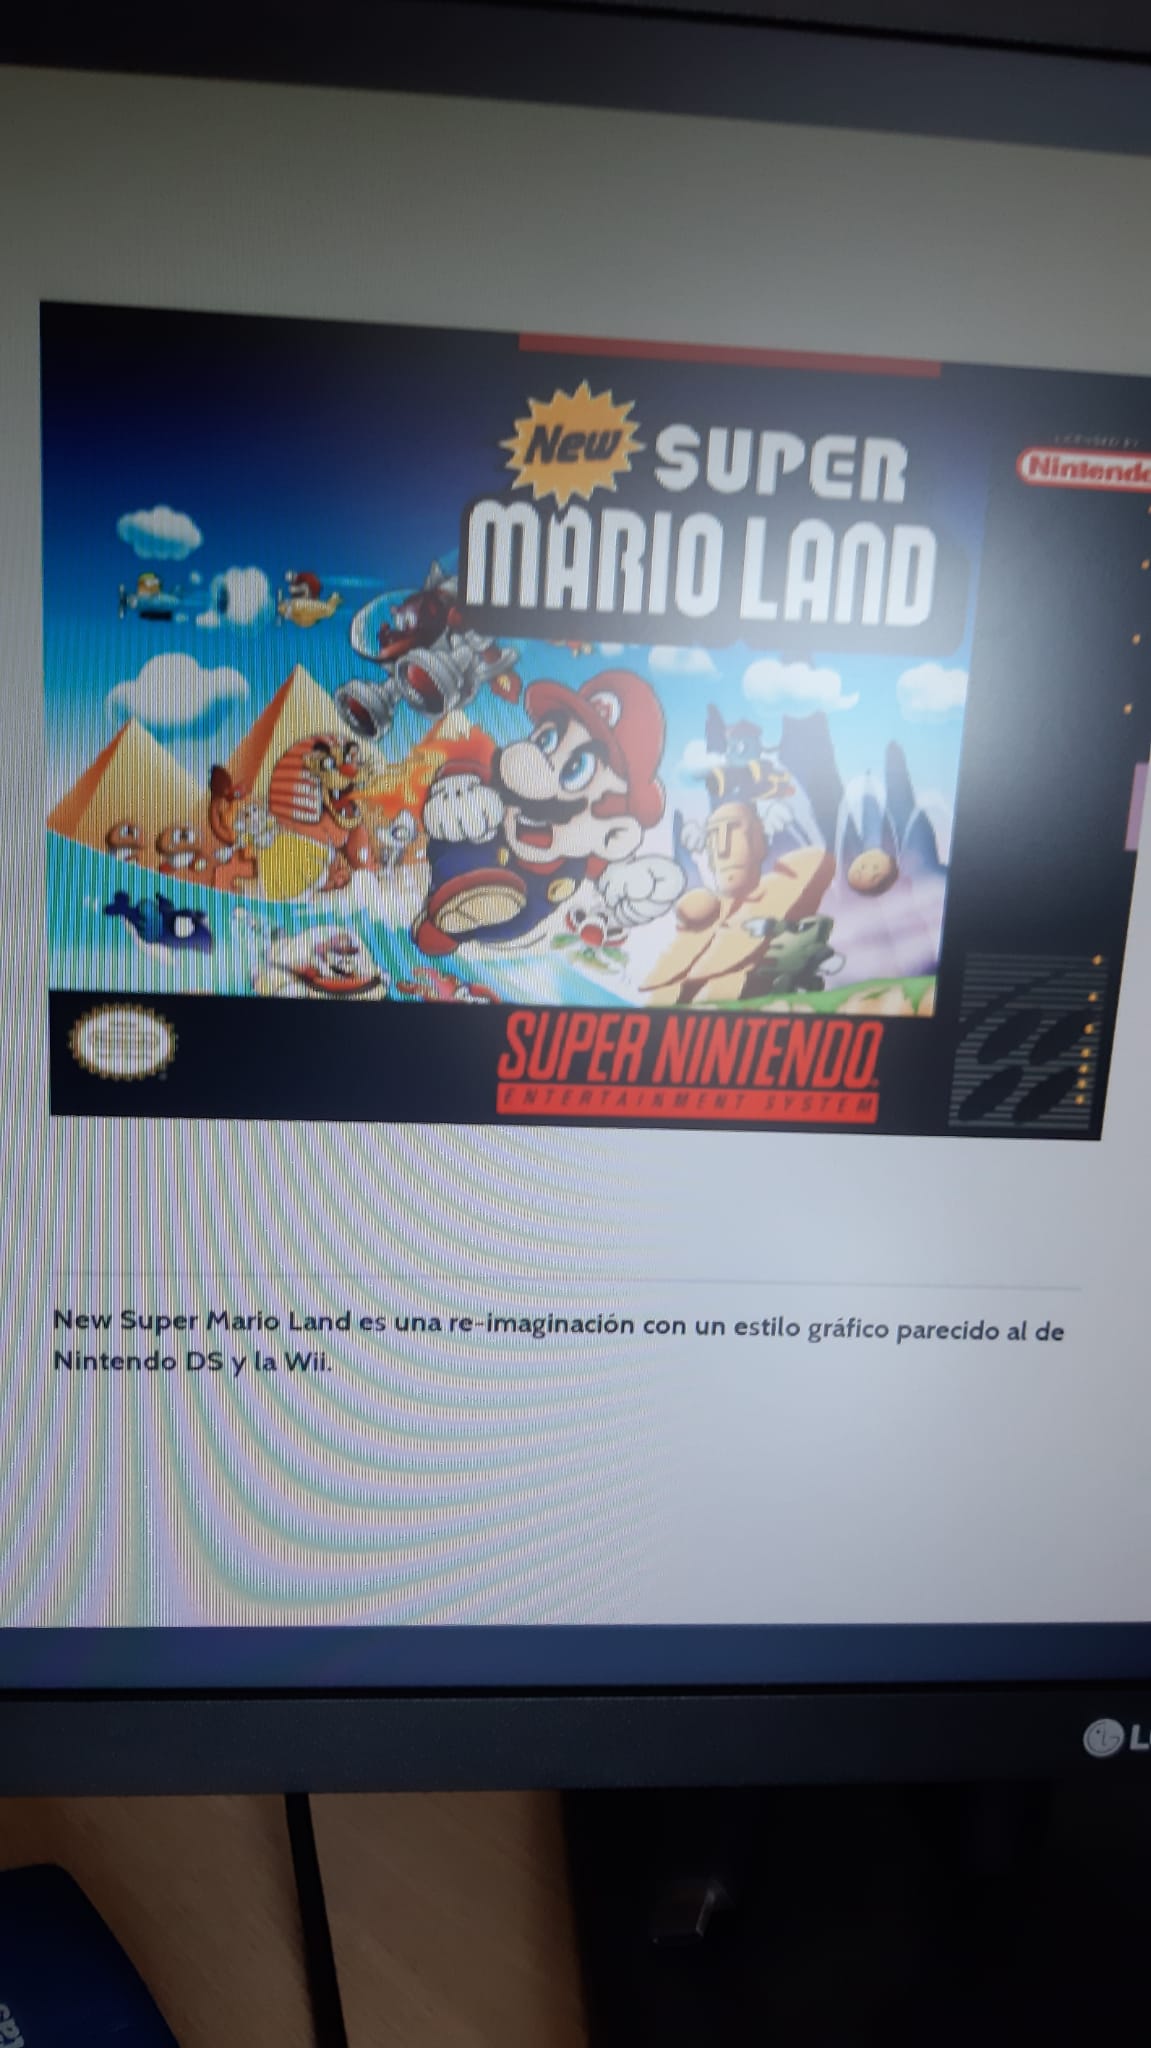 New SUPER
MARIO LAND
LICENSED BY
Nintendo
SUPER NINTENDO
ENTERTAINMENT SYSTEM
New Super Mario Land es una re-imaginación con un estilo gráfico parecido al de
Nintendo DS y la Wii.